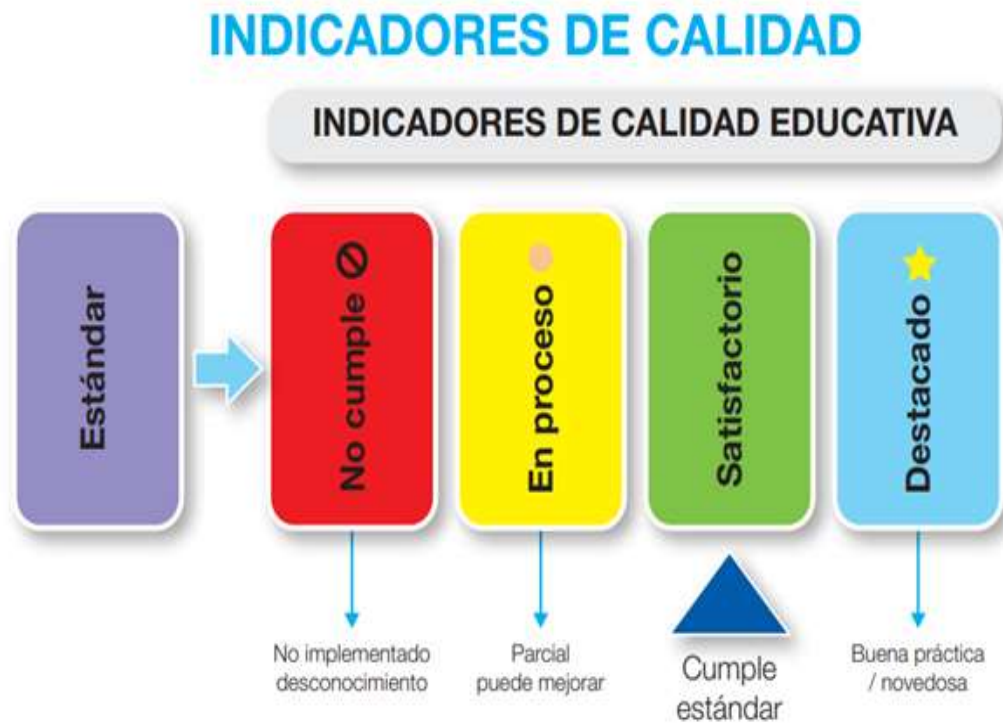 INDICADORES DE CALIDAD
INDICADORES DE CALIDAD EDUCATIVA
Estándar
No cumple
En proceso
Satisfactorio
Destacado
No implementado
desconocimiento
Parcial
puede mejorar
Cumple
estándar
Buena práctica
/ novedosa